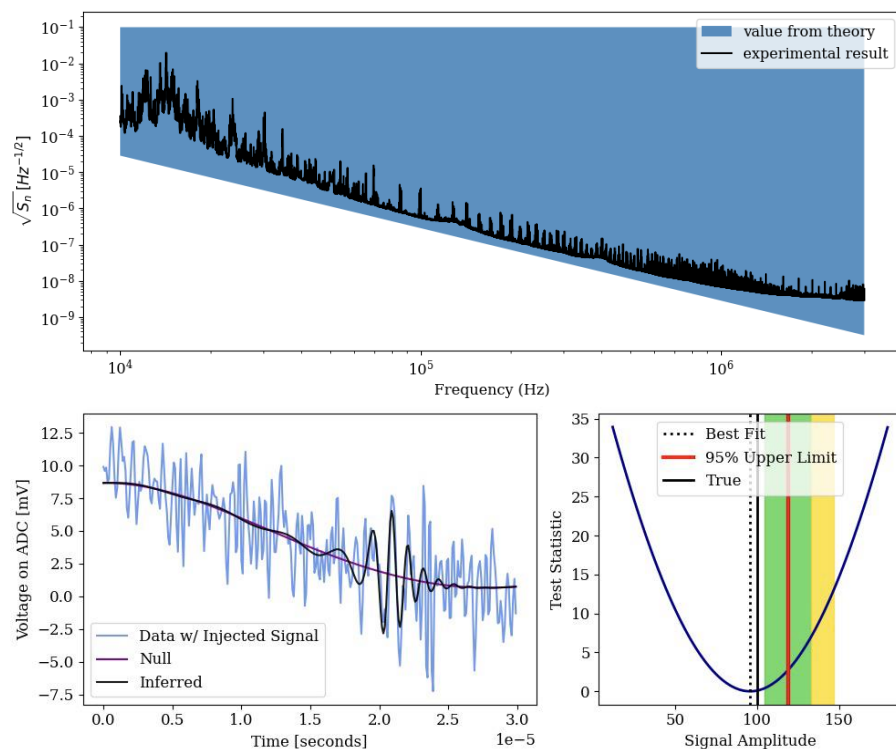 10⁻¹
10⁻²
10⁻³
10⁻⁴
10⁻⁵
10⁻⁶
10⁻⁷
10⁻⁸
10⁻⁹
√Sₙ [Hz⁻¹/²]
value from theory
experimental result
10⁴
10⁵
10⁶
Frequency (Hz)
12.5
10.0
7.5
5.0
2.5
0.0
−2.5
−5.0
−7.5
Voltage on ADC [mV]
Data w/ Injected Signal
Null
Inferred
0.0
0.5
1.0
1.5
2.0
2.5
3.0
1e−5
Time [seconds]
35
30
25
20
15
10
5
0
Test Statistic
Best Fit
95% Upper Limit
True
50
100
150
Signal Amplitude